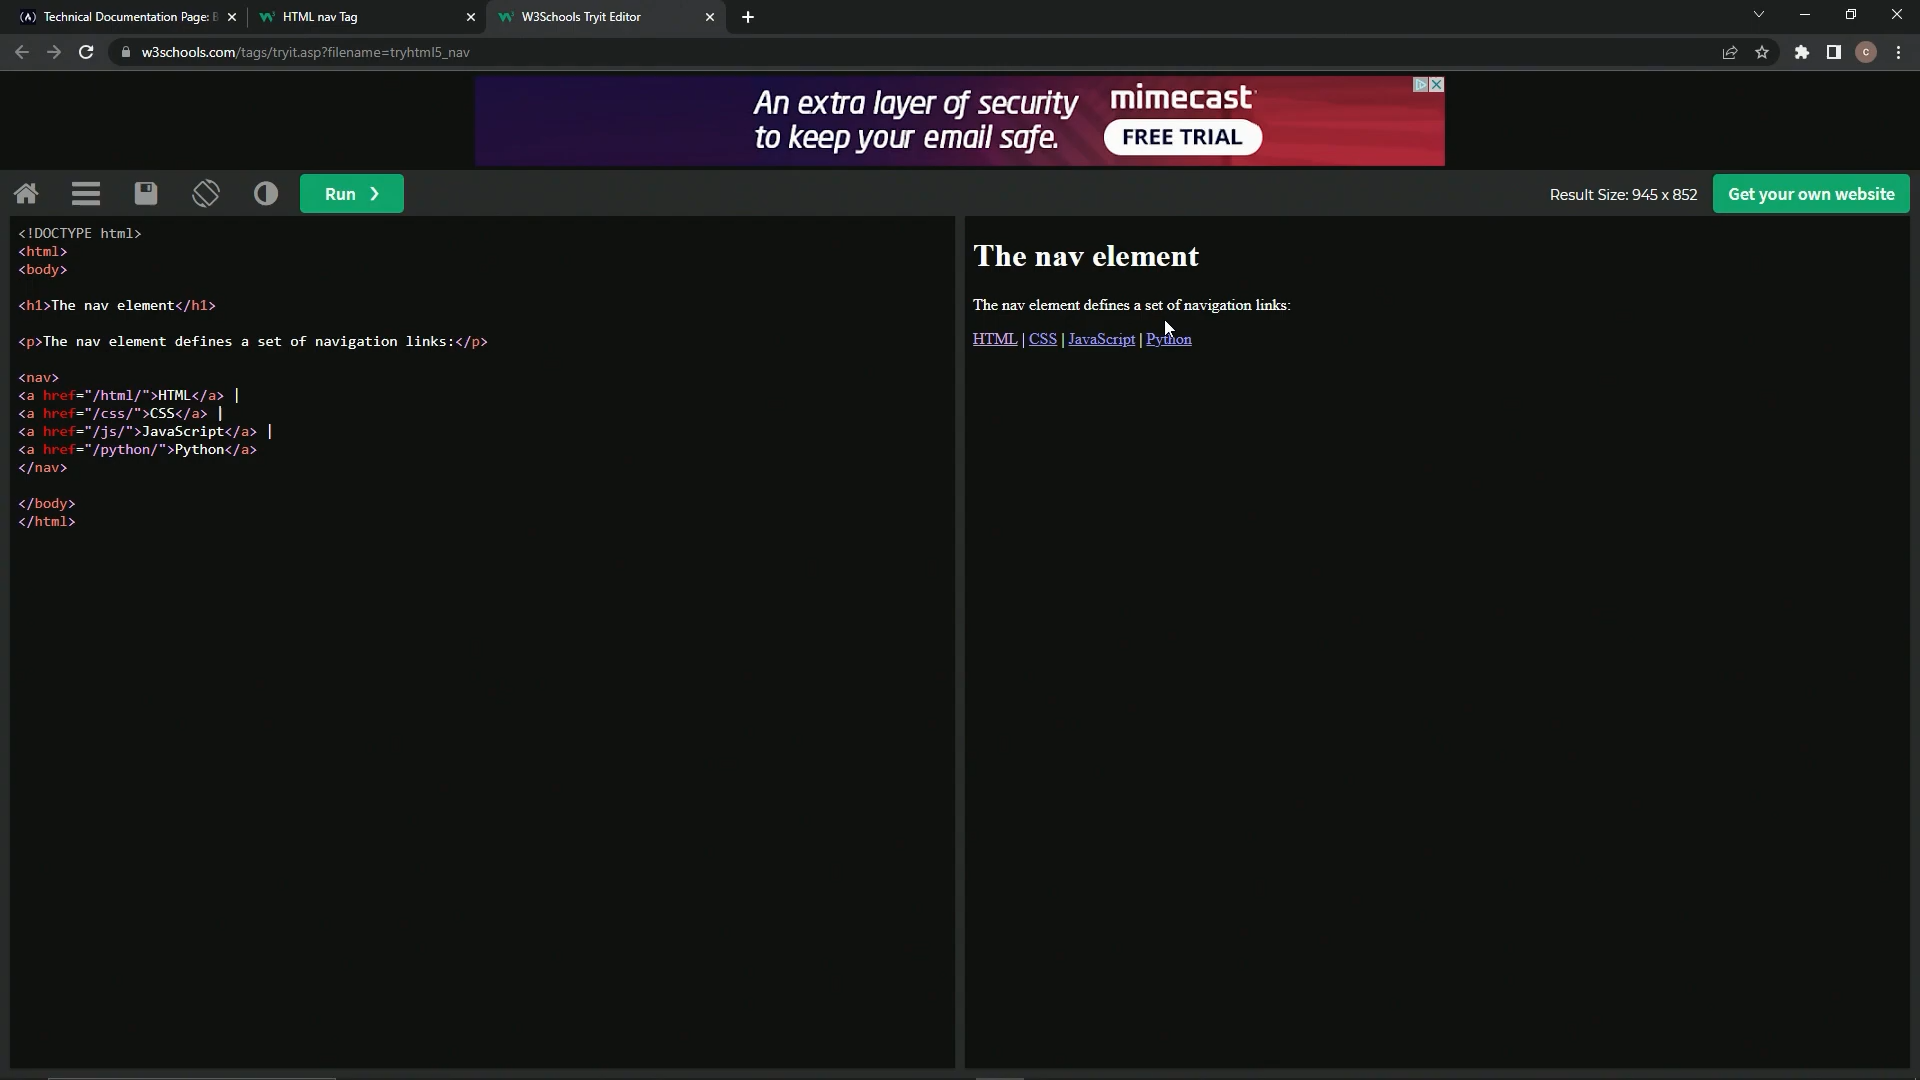 Technical Documentation Page: B
HTML nav Tag
W3Schools Tryit Editor
w3schools.com/tags/tryit.asp?filename=tryhtml5_nav
C
An extra layer of security
to keep your email safe.
mimecast
FREE TRIAL
Run ❯
Result Size: 945 x 852
Get your own website
<!DOCTYPE html>
<html>
<body>
<h1>The nav element</h1>
<p>The nav element defines a set of navigation links:</p>
<nav>
<a href="/html/">HTML</a> |
<a href="/css/">CSS</a> |
<a href="/js/">JavaScript</a> |
<a href="/python/">Python</a>
</nav>
</body>
</html>
The nav element
The nav element defines a set of navigation links:
HTML | CSS | JavaScript | Python